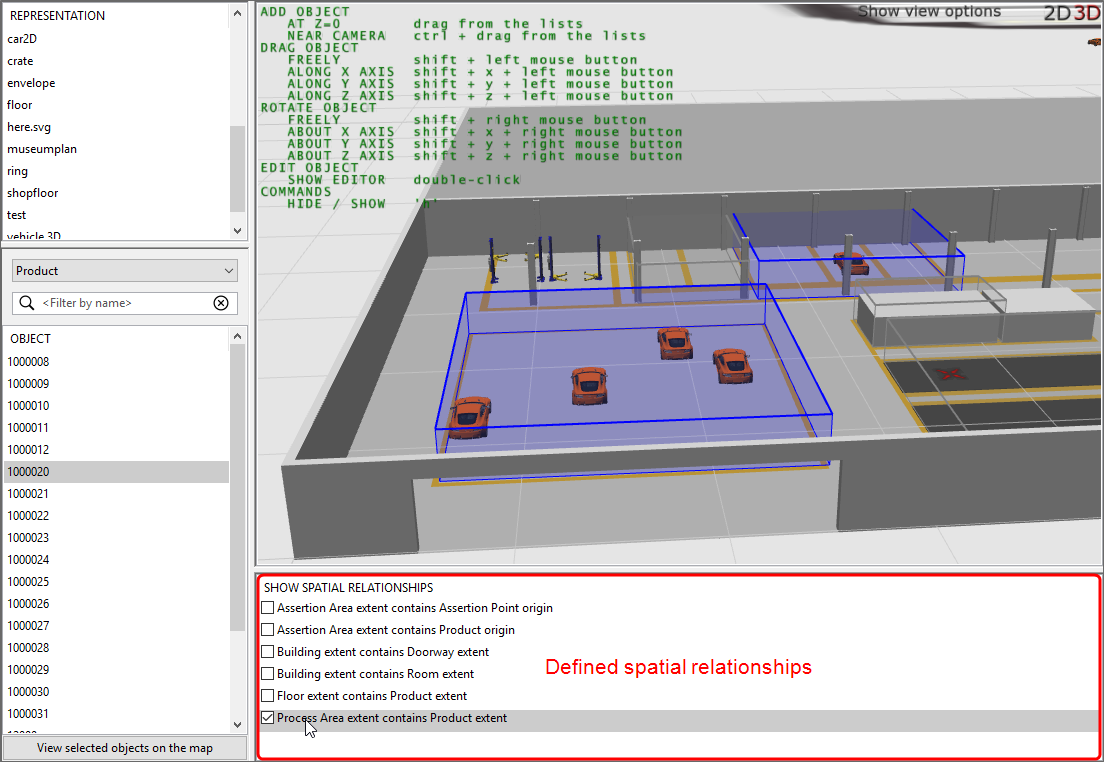 REPRESENTATION
car2D
crate
envelope
floor
here.svg
museumplan
ring
shopfloor
test
vehicle 3D
Product
<Filter by name>
OBJECT
1000008
1000009
1000010
1000011
1000012
1000020
1000021
1000022
1000023
1000024
1000025
1000026
1000027
1000028
1000029
1000030
1000031
View selected objects on the map
Show view options 2D3D
ADD OBJECT
AT Z=0 drag from the lists
NEAR CAMERA ctrl + drag from the lists
DRAG OBJECT
FREELY shift + left mouse button
ALONG X AXIS shift + x + left mouse button
ALONG Y AXIS shift + y + left mouse button
ALONG Z AXIS shift + z + left mouse button
ROTATE OBJECT
FREELY shift + right mouse button
ABOUT X AXIS shift + x + right mouse button
ABOUT Y AXIS shift + y + right mouse button
ABOUT Z AXIS shift + z + right mouse button
EDIT OBJECT
SHOW EDITOR double-click
COMMANDS
HIDE / SHOW 'h'
SHOW SPATIAL RELATIONSHIPS
Assertion Area extent contains Assertion Point origin
Assertion Area extent contains Product origin
Building extent contains Doorway extent
Building extent contains Room extent
Floor extent contains Product extent
Process Area extent contains Product extent
Defined spatial relationships